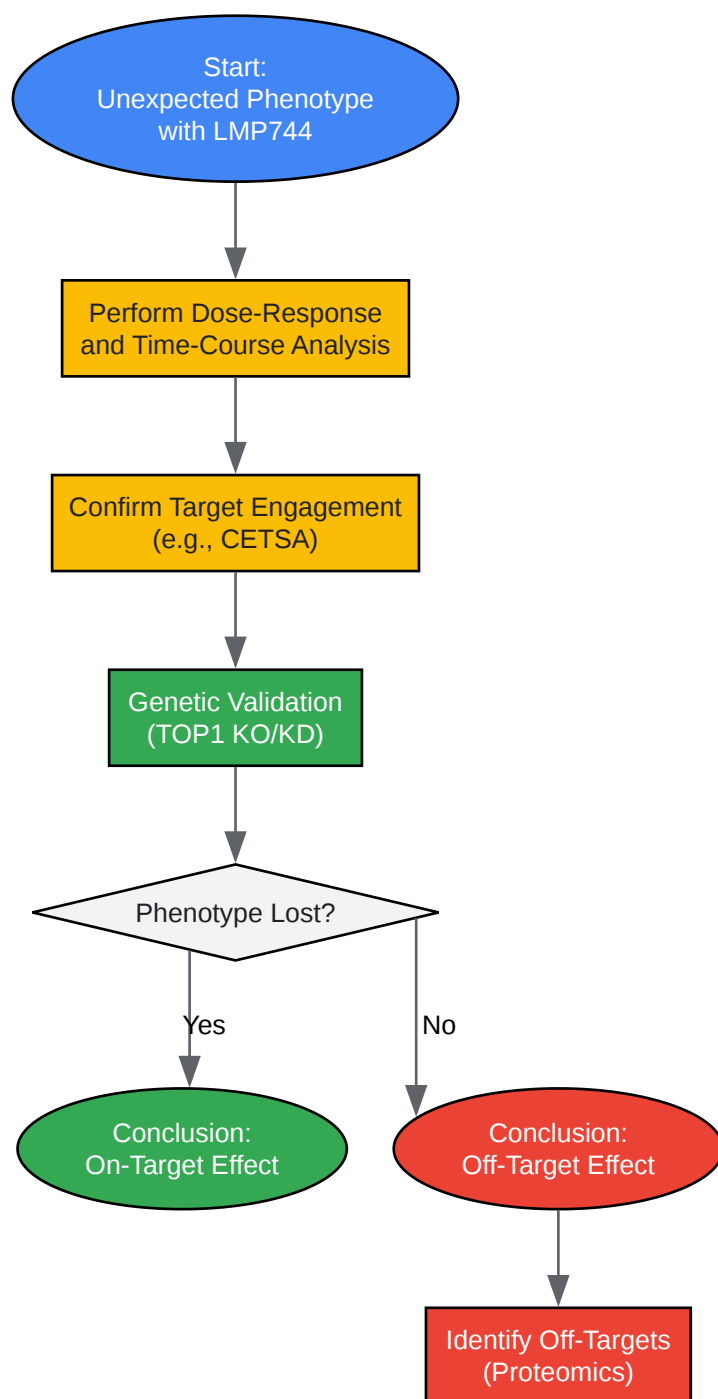 Start:
Unexpected Phenotype
with LMP744
Perform Dose-Response
and Time-Course Analysis
Confirm Target Engagement
(e.g., CETSA)
Genetic Validation
(TOP1 KO/KD)
Phenotype Lost?
Yes
No
Conclusion:
On-Target Effect
Conclusion:
Off-Target Effect
Identify Off-Targets
(Proteomics)